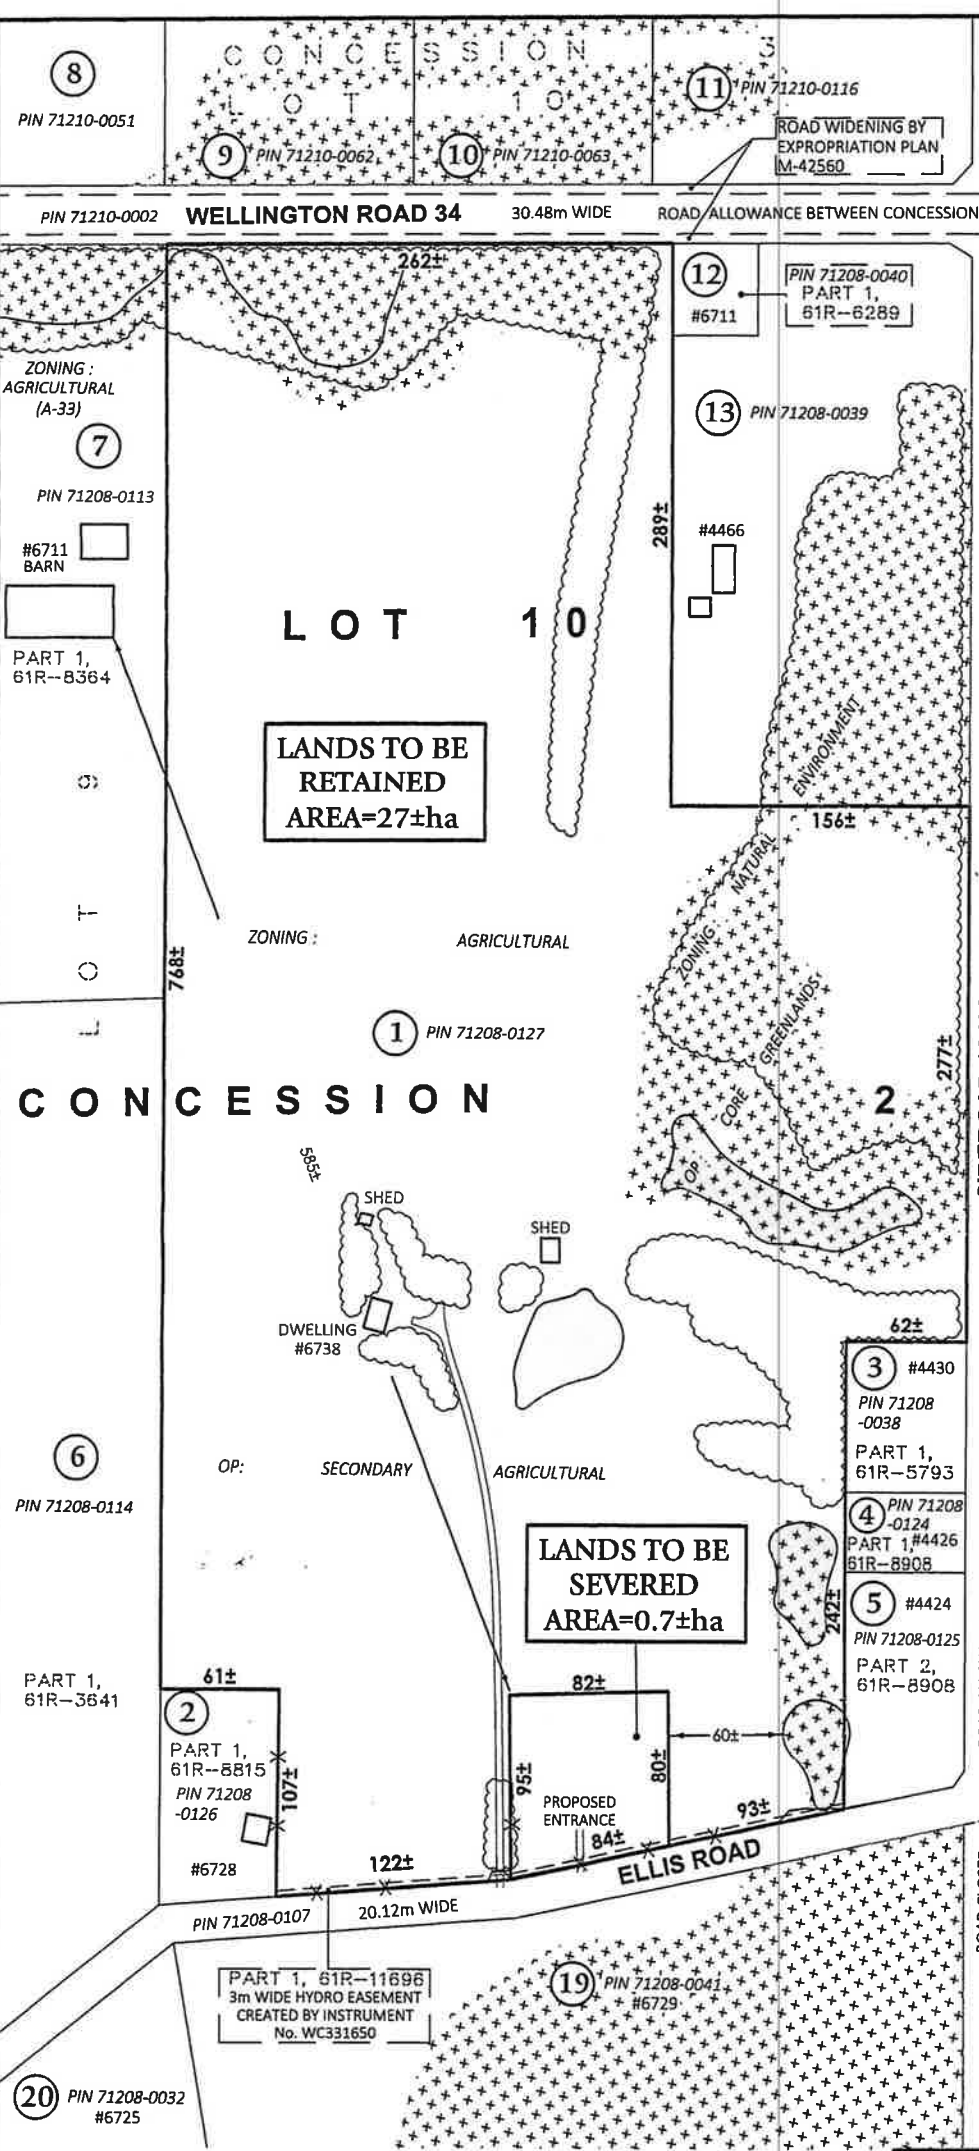 CONCESSION 3
LOT 10
8
PIN 71210-0051
9 PIN 71210-0062
10 PIN 71210-0063
11 PIN 71210-0116
ROAD WIDENING BY
EXPROPRIATION PLAN
M-42560
PIN 71210-0002 WELLINGTON ROAD 34 30.48m WIDE ROAD ALLOWANCE BETWEEN CONCESSION
262±
12
#6711
PIN 71208-0040
PART 1,
61R-6289
ZONING :
AGRICULTURAL
(A-33)
7
PIN 71208-0113
#6711
BARN
PART 1,
61R-8364
13 PIN 71208-0039
289±
#4466
LOT 10
LANDS TO BE
RETAINED
AREA=27±ha
156±
ZONING NATURAL ENVIRONMENT
LOT 9
ZONING : AGRICULTURAL
768±
1 PIN 71208-0127
277±
OP CORE GREENLANDS
CONCESSION 2
585±
SHED
SHED
DWELLING
#6738
62±
3 #4430
PIN 71208
-0038
PART 1,
61R-5793
6
PIN 71208-0114
OP: SECONDARY AGRICULTURAL
4 PIN 71208
-0124
PART 1, #4426
61R-8908
LANDS TO BE
SEVERED
AREA=0.7±ha
242±
5 #4424
PIN 71208-0125
PART 2,
61R-8908
PART 1,
61R-3641
61±
2
PART 1,
61R-8815
PIN 71208
-0126
#6728
107±
82±
95±
80±
60±
PROPOSED
ENTRANCE
84±
93±
122±
ELLIS ROAD
PIN 71208-0107 20.12m WIDE
PART 1, 61R-11696
3m WIDE HYDRO EASEMENT
CREATED BY INSTRUMENT
No. WC331650
19 PIN 71208-0041
#6729
20 PIN 71208-0032
#6725